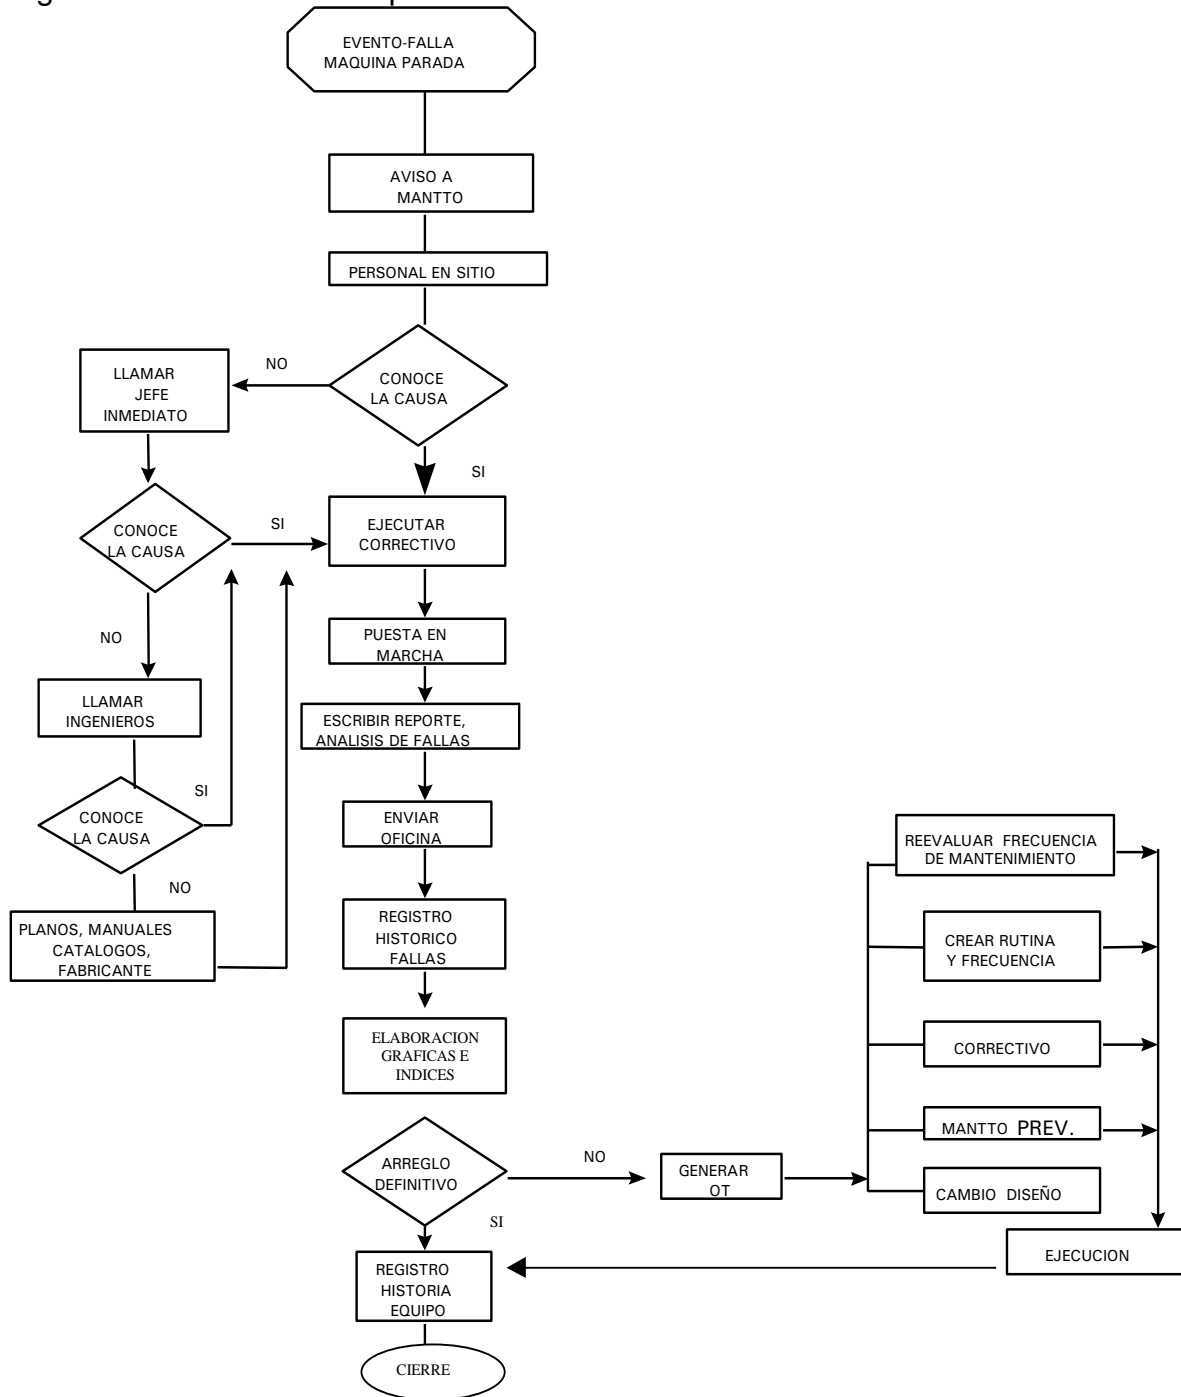 EVENTO-FALLA
MAQUINA PARADA
AVISO A
MANTTO
PERSONAL EN SITIO
CONOCE
LA CAUSA
NO
SI
LLAMAR
JEFE
INMEDIATO
CONOCE
LA CAUSA
SI
NO
EJECUTAR
CORRECTIVO
PUESTA EN
MARCHA
LLAMAR
INGENIEROS
ESCRIBIR REPORTE,
ANALISIS DE FALLAS
CONOCE
LA CAUSA
SI
NO
ENVIAR
OFICINA
PLANOS, MANUALES
CATALOGOS,
FABRICANTE
REGISTRO
HISTORICO
FALLAS
ELABORACION
GRAFICAS E
INDICES
ARREGLO
DEFINITIVO
NO
SI
GENERAR
OT
REEVALUAR FRECUENCIA
DE MANTENIMIENTO
CREAR RUTINA
Y FRECUENCIA
CORRECTIVO
MANTTO PREV.
CAMBIO DISEÑO
EJECUCION
REGISTRO
HISTORIA
EQUIPO
CIERRE